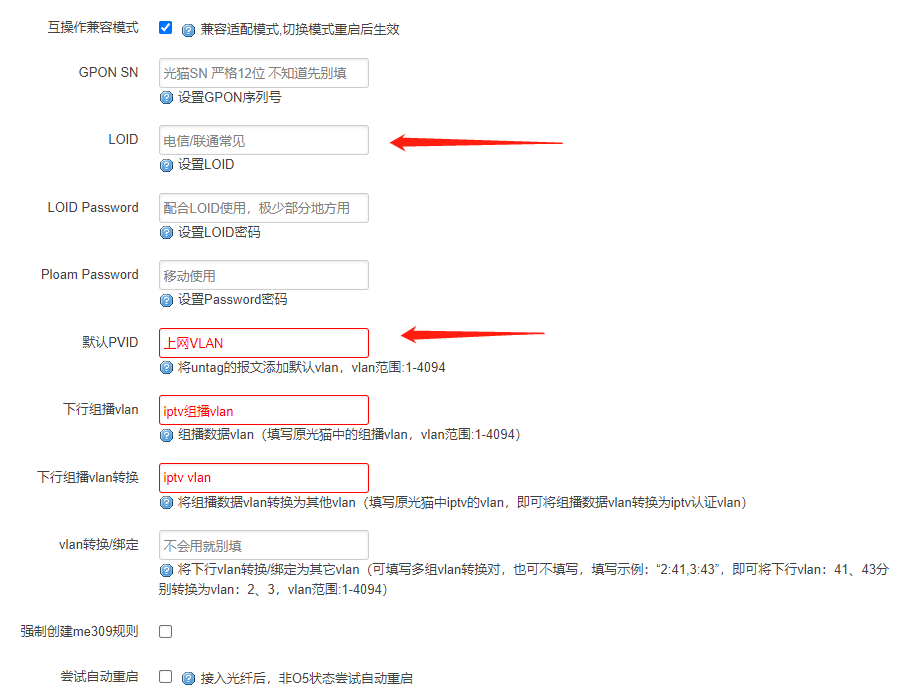 互操作兼容模式
兼容适配模式,切换模式重启后生效
GPON SN
光猫SN 严格12位 不知道先别填
设置GPON序列号
LOID
电信/联通常见
设置LOID
LOID Password
配合LOID使用，极少部分地方用
设置LOID密码
Ploam Password
移动使用
设置Password密码
默认PVID
上网VLAN
将untag的报文添加默认vlan，vlan范围:1-4094
下行组播vlan
iptv组播vlan
组播数据vlan（填写原光猫中的组播vlan，vlan范围:1-4094）
下行组播vlan转换
iptv vlan
将组播数据vlan转换为其他vlan（填写原光猫中iptv的vlan，即可将组播数据vlan转换为iptv认证vlan）
vlan转换/绑定
不会用就别填
将下行vlan转换/绑定为其它vlan（可填写多组vlan转换对，也可不填写，填写示例：“2:41,3:43”，即可将下行vlan：41、43分
别转换为vlan：2、3，vlan范围:1-4094）
强制创建me309规则
尝试自动重启
接入光纤后，非O5状态尝试自动重启